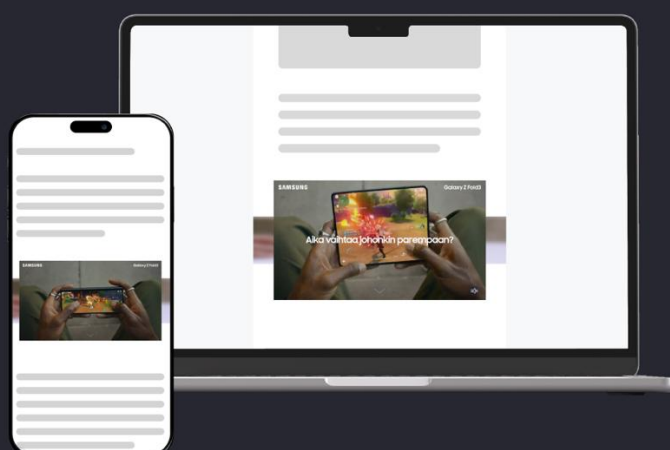 SAMSUNG
Galaxy Z Fold3
Aika vaihtaa johonkin parempaan?
SAMSUNG
Galaxy Z Fold3